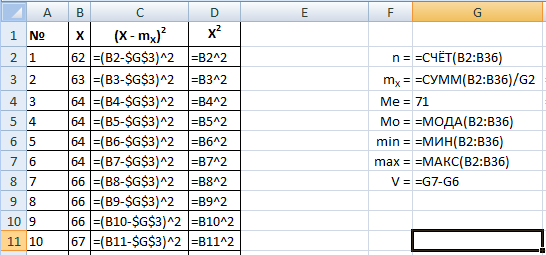 A B C D E F G
1 № X (X - mX)² X²
2 1 62 =(B2-$G$3)^2 =B2^2 n = =СЧЁТ(B2:B36)
3 2 63 =(B3-$G$3)^2 =B3^2 mX = =СУММ(B2:B36)/G2
4 3 64 =(B4-$G$3)^2 =B4^2 Me = 71
5 4 64 =(B5-$G$3)^2 =B5^2 Mo = =МОДА(B2:B36)
6 5 64 =(B6-$G$3)^2 =B6^2 min = =МИН(B2:B36)
7 6 64 =(B7-$G$3)^2 =B7^2 max = =МАКС(B2:B36)
8 7 66 =(B8-$G$3)^2 =B8^2 V = =G7-G6
9 8 66 =(B9-$G$3)^2 =B9^2
10 9 66 =(B10-$G$3)^2 =B10^2
11 10 67 =(B11-$G$3)^2 =B11^2